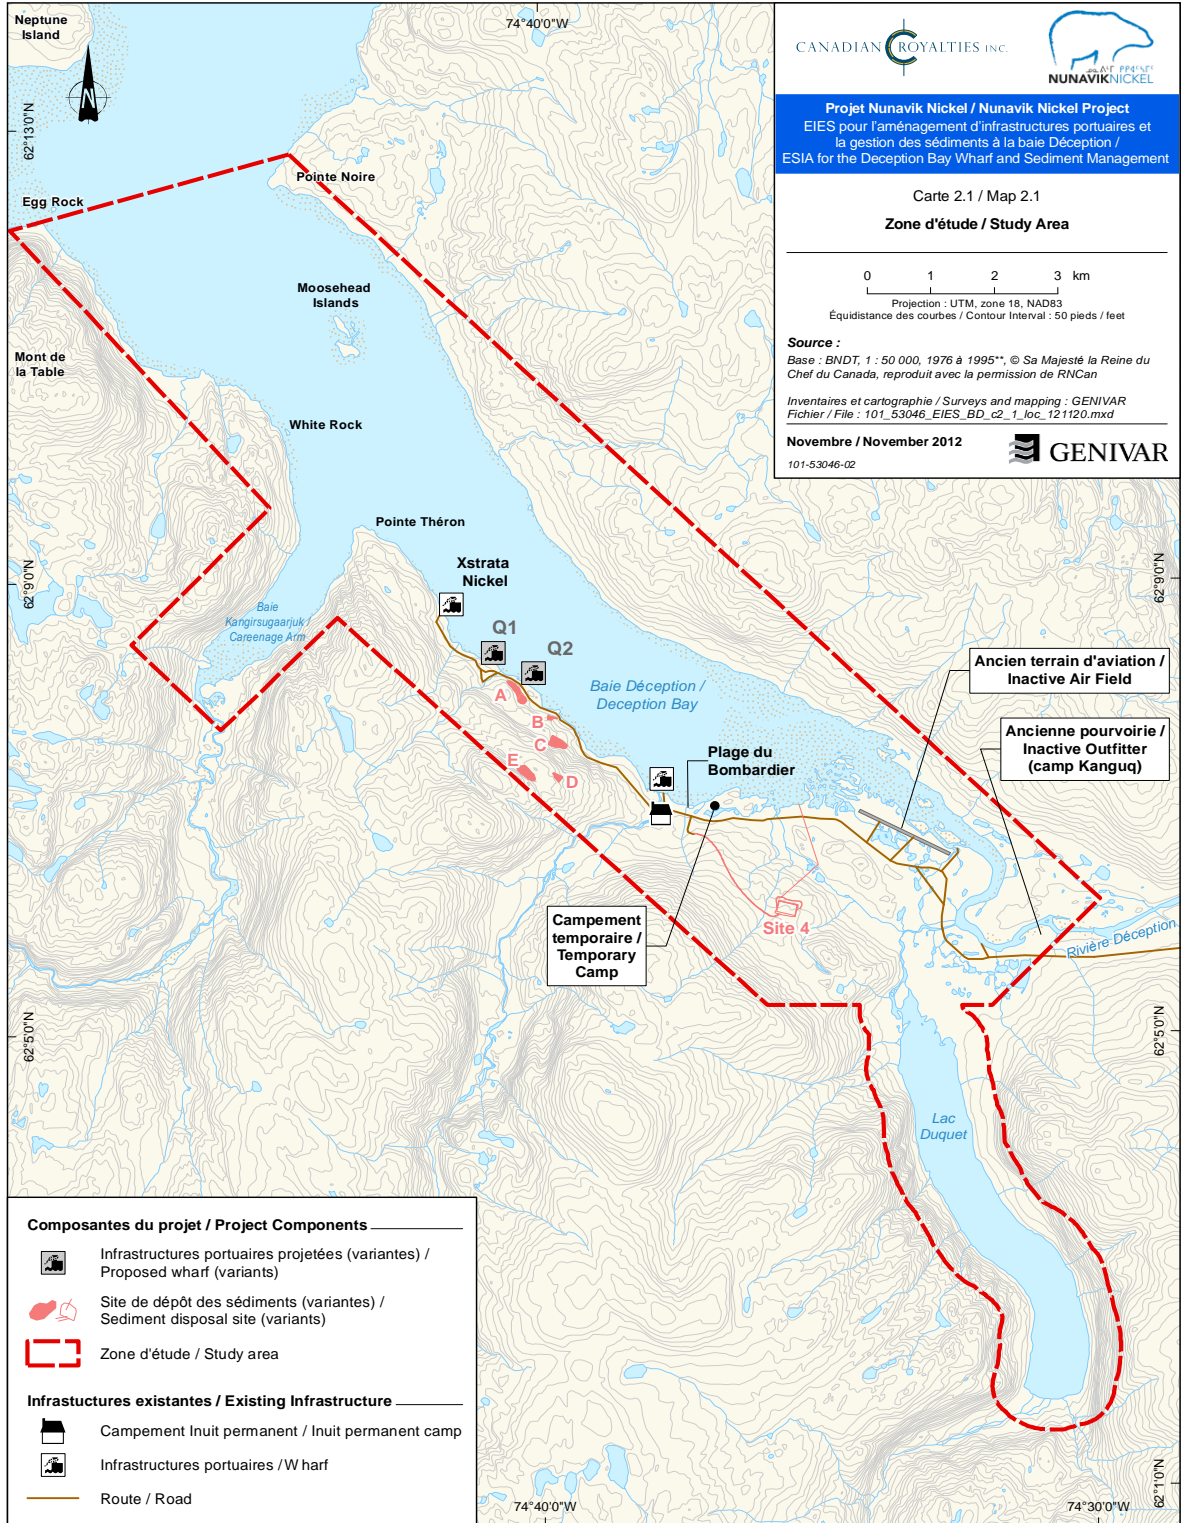 Neptune
Island
74°40'0"W
N
62°13'0"N
Egg Rock
Pointe Noire
Moosehead
Islands
Mont de
la Table
White Rock
Pointe Théron
Xstrata
Nickel
62°9'0"N
62°9'0"N
Baie
Kangirsugaarjuk /
Careenage Arm
Q1
Q2
A
B
C
D
E
Baie Déception /
Deception Bay
Plage du
Bombardier
Ancien terrain d'aviation /
Inactive Air Field
Ancienne pourvoirie /
Inactive Outfitter
(camp Kanguq)
Campement
temporaire /
Temporary
Camp
Site 4
Rivière Déception
62°5'0"N
62°5'0"N
Lac
Duquet
62°1'0"N
74°40'0"W
74°30'0"W
CANADIAN ROYALTIES INC.
NUNAVIKNICKEL
Projet Nunavik Nickel / Nunavik Nickel Project
EIES pour l'aménagement d'infrastructures portuaires et
la gestion des sédiments à la baie Déception /
ESIA for the Deception Bay Wharf and Sediment Management
Carte 2.1 / Map 2.1
Zone d'étude / Study Area
0 1 2 3 km
Projection : UTM, zone 18, NAD83
Équidistance des courbes / Contour Interval : 50 pieds / feet
Source :
Base : BNDT, 1 : 50 000, 1976 à 1995**, © Sa Majesté la Reine du
Chef du Canada, reproduit avec la permission de RNCan
Inventaires et cartographie / Surveys and mapping : GENIVAR
Fichier / File : 101_53046_EIES_BD_c2_1_loc_121120.mxd
Novembre / November 2012
101-53046-02
GENIVAR
Composantes du projet / Project Components
Infrastructures portuaires projetées (variantes) /
Proposed wharf (variants)
Site de dépôt des sédiments (variantes) /
Sediment disposal site (variants)
Zone d'étude / Study area
Infrastuctures existantes / Existing Infrastructure
Campement Inuit permanent / Inuit permanent camp
Infrastructures portuaires / Wharf
Route / Road